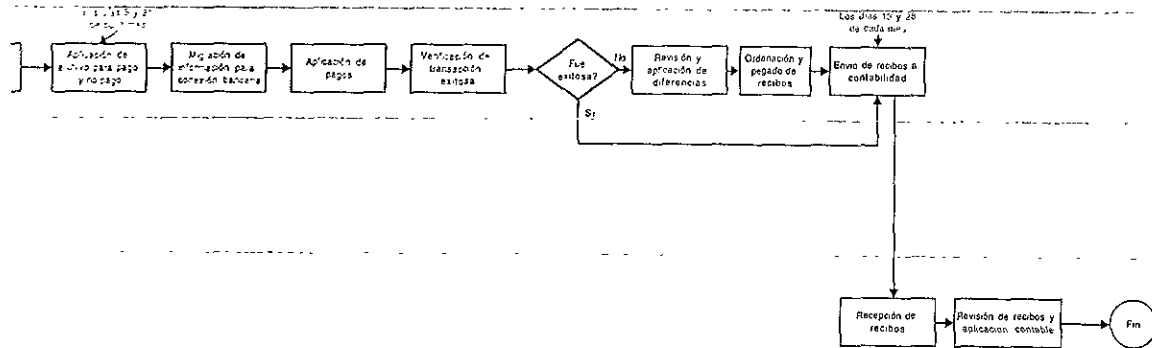 Aplicación de
archivo para pago
y no pago
Migración de
información para
conexión bancaria
Aplicación de
pagos
Verificación de
transacción
exitosa
Fue
exitosa?
No
Si
Revisión y
aplicación de
diferencias
Ordenación y
pegado de
recibos
Los días 13 y 28
de cada mes
Envío de recibos a
contabilidad
Recepción de
recibos
Revisión de recibos y
aplicacion contable
Fin